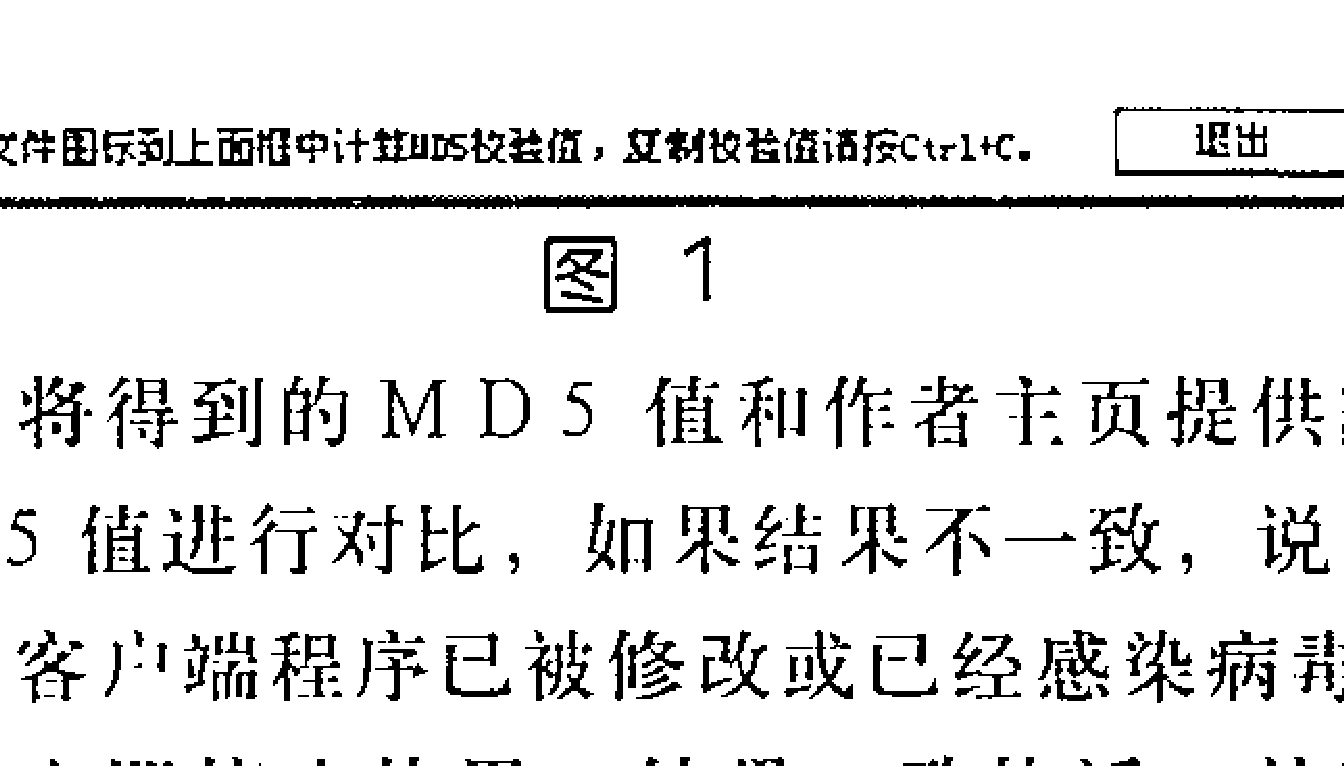 文件图标到上面框中计算MD5校验值，复制校验值请按Ctrl+C。 退出
图 1
将得到的MD5 值和作者主页提供
5 值进行对比，如果结果不一致，说
客户端程序已被修改或已经感染病毒